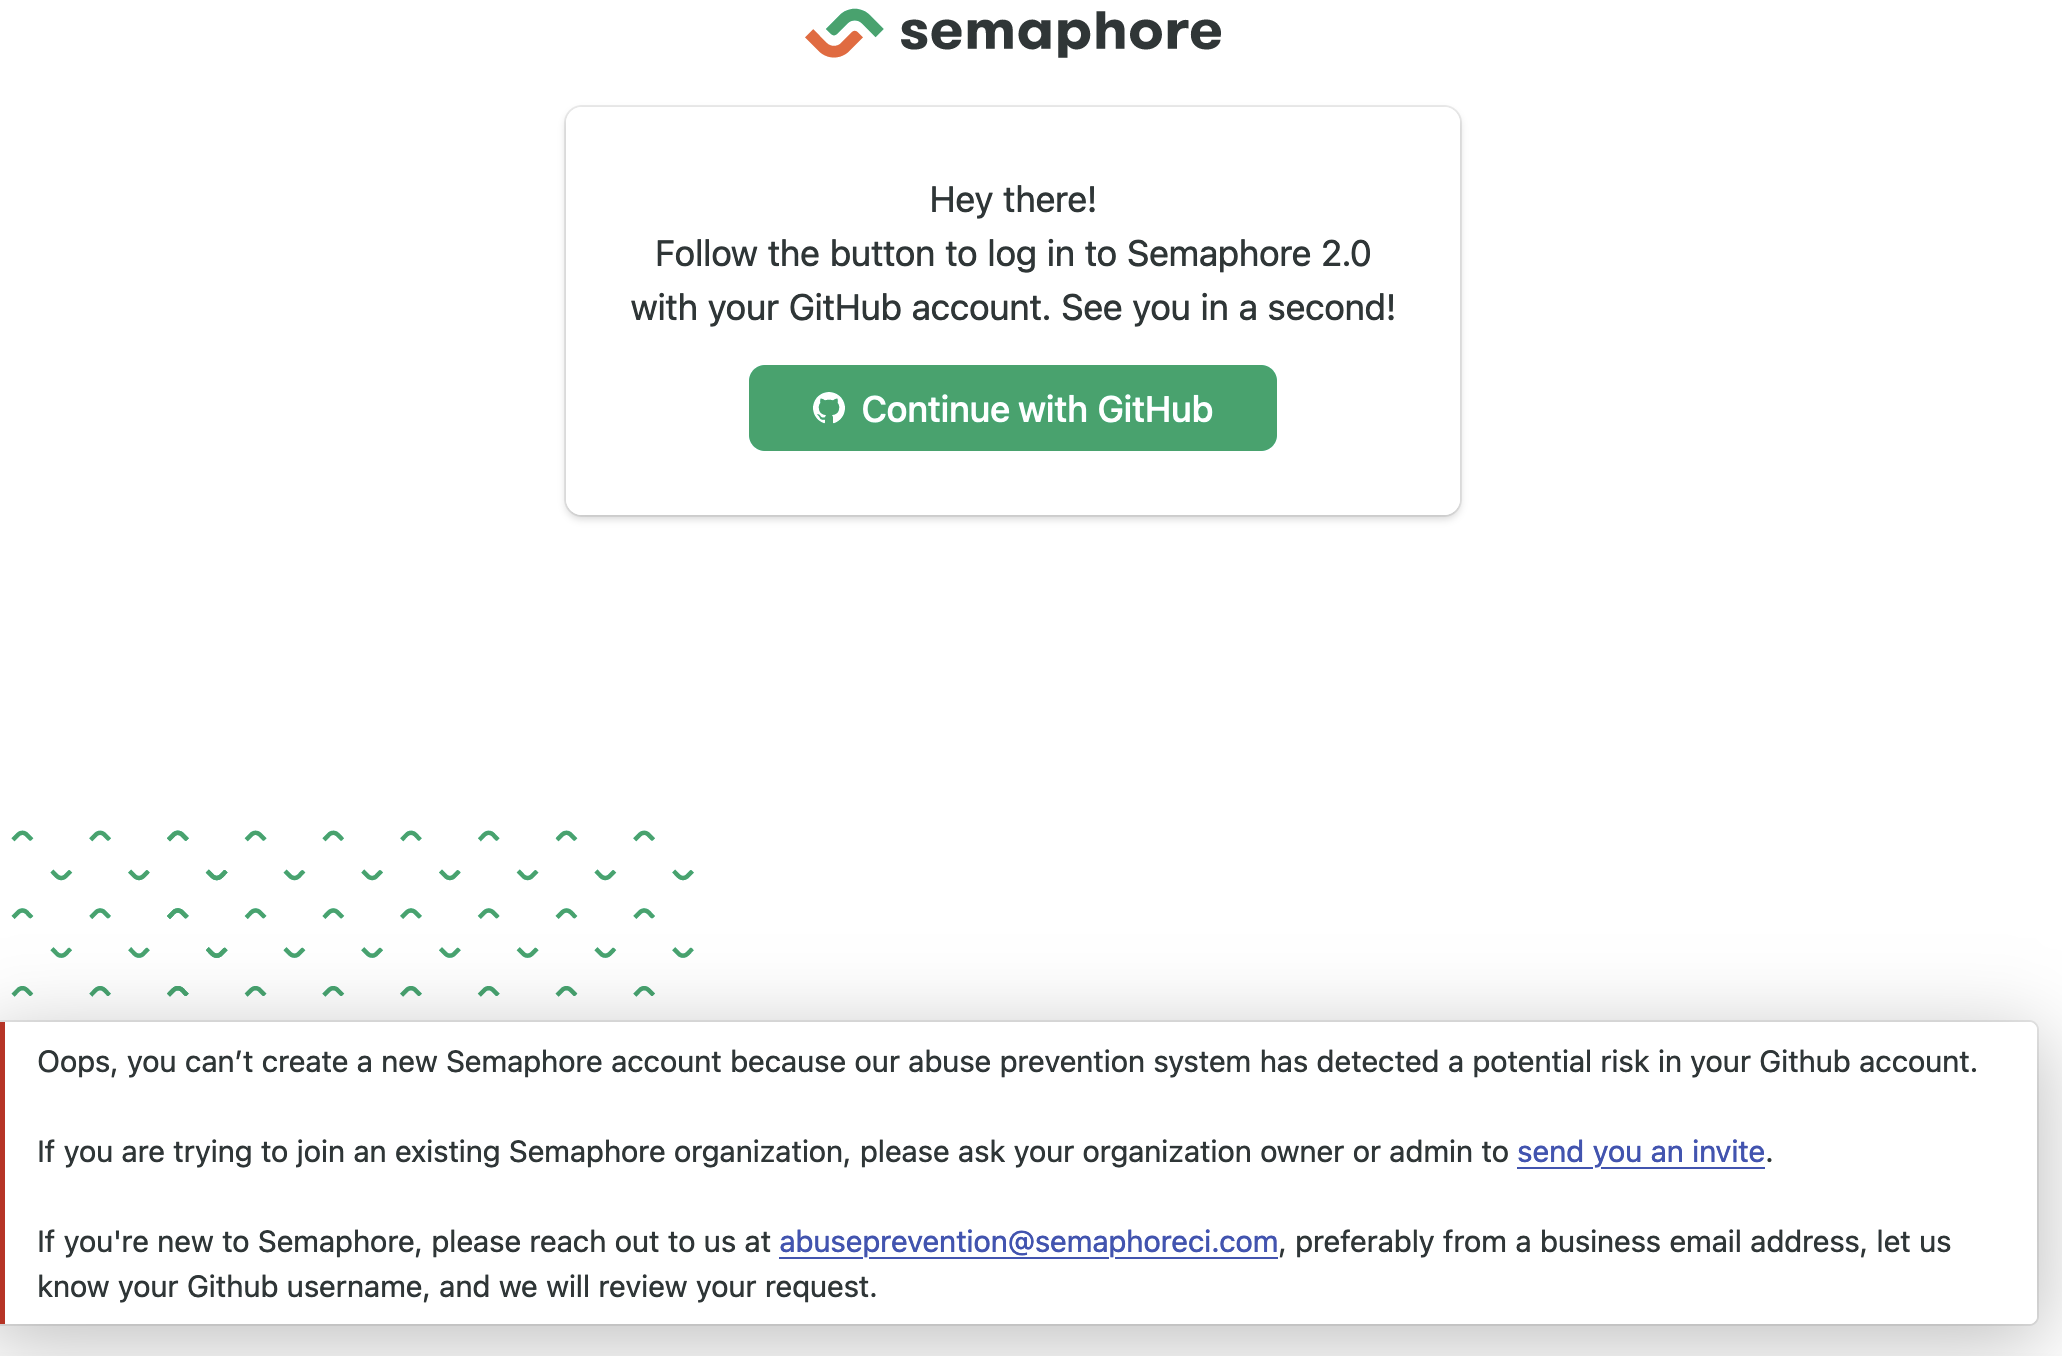 semaphore
Hey there!
Follow the button to log in to Semaphore 2.0
with your GitHub account. See you in a second!
Continue with GitHub
Oops, you can’t create a new Semaphore account because our abuse prevention system has detected a potential risk in your Github account.
If you are trying to join an existing Semaphore organization, please ask your organization owner or admin to send you an invite.
If you're new to Semaphore, please reach out to us at abuseprevention@semaphoreci.com, preferably from a business email address, let us
know your Github username, and we will review your request.